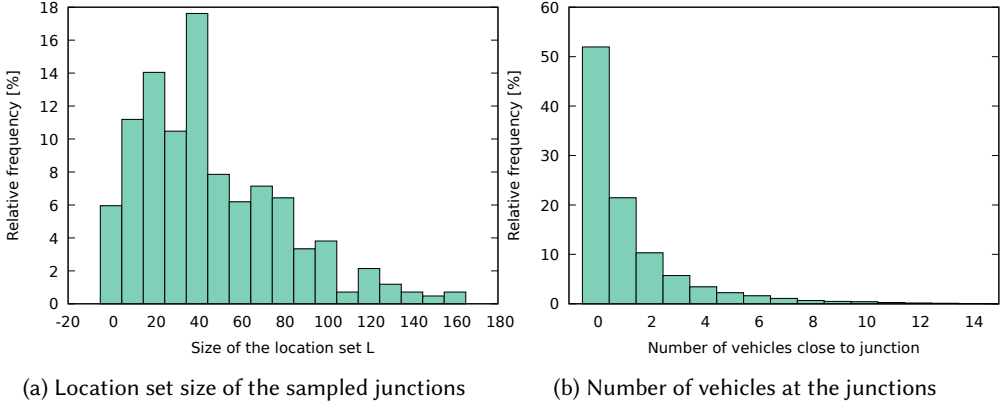 18
16
14
12
10
8
6
4
2
0
Relative frequency [%]
-20 0 20 40 60 80 100 120 140 160 180
Size of the location set L
(a) Location set size of the sampled junctions
60
50
40
30
20
10
0
Relative frequency [%]
0 2 4 6 8 10 12 14
Number of vehicles close to junction
(b) Number of vehicles at the junctions